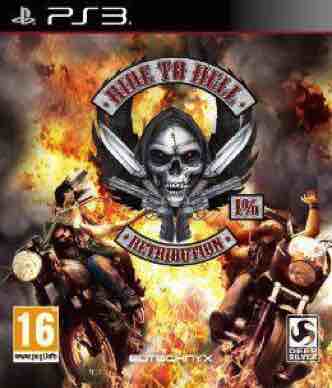 PS3
RIDE TO HELL
1%
RETRIBUTION
16
www.pegi.info
EUTECHNYX
DEEP
SILVER